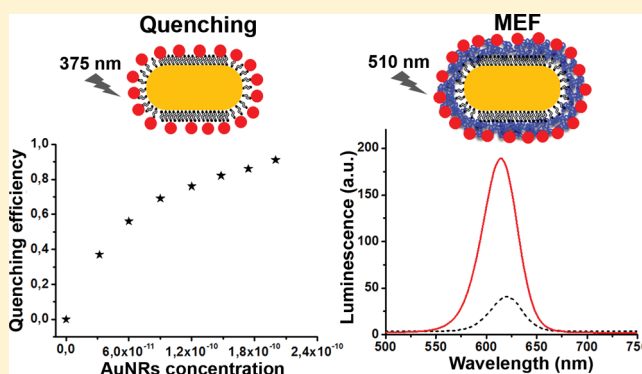 Quenching
MEF
375 nm
510 nm
Quenching efficiency
1,0
0,8
0,6
0,4
0,2
0,0
0,0
6,0x10⁻¹¹
1,2x10⁻¹⁰
1,8x10⁻¹⁰
2,4x10⁻¹⁰
AuNRs concentration
Luminescence (a.u.)
200
150
100
50
0
500
550
600
650
700
750
Wavelength (nm)